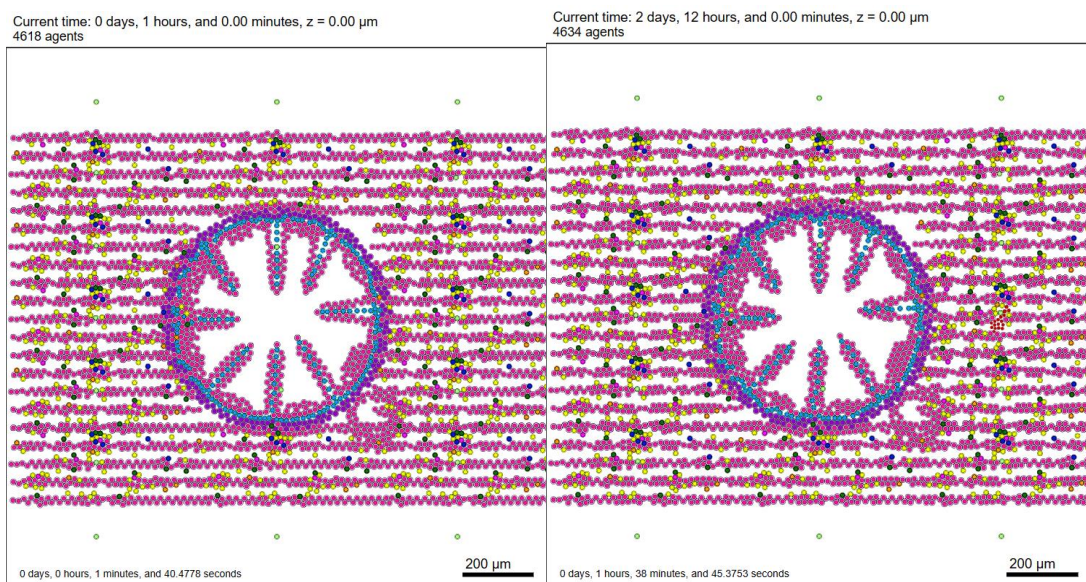 Current time: 0 days, 1 hours, and 0.00 minutes, z = 0.00 µm
4618 agents
200 µm
0 days, 0 hours, 1 minutes, and 40.4778 seconds
Current time: 2 days, 12 hours, and 0.00 minutes, z = 0.00 µm
4634 agents
200 µm
0 days, 1 hours, 38 minutes, and 45.3753 seconds